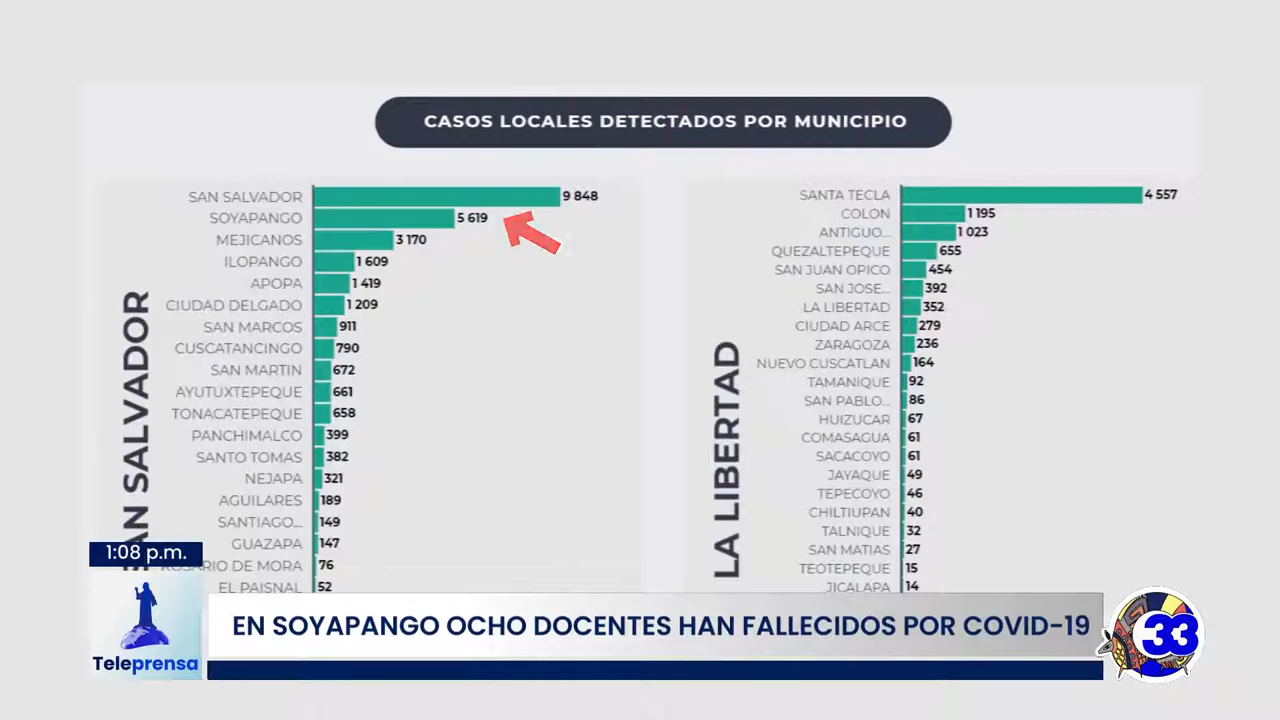 CASOS LOCALES DETECTADOS POR MUNICIPIO
SAN SALVADOR
SAN SALVADOR 9 848
SOYAPANGO 5 619
MEJICANOS 3 170
ILOPANGO 1 609
APOPA 1 419
CIUDAD DELGADO 1 209
SAN MARCOS 911
CUSCATANCINGO 790
SAN MARTIN 672
AYUTUXTEPEQUE 661
TONACATEPEQUE 658
PANCHIMALCO 399
SANTO TOMAS 382
NEJAPA 321
AGUILARES 189
SANTIAGO... 149
GUAZAPA 147
ROSARIO DE MORA 76
EL PAISNAL 52
LA LIBERTAD
SANTA TECLA 4 557
COLON 1 195
ANTIGUO... 1 023
QUEZALTEPEQUE 655
SAN JUAN OPICO 454
SAN JOSE... 392
LA LIBERTAD 352
CIUDAD ARCE 279
ZARAGOZA 236
NUEVO CUSCATLAN 164
TAMANIQUE 92
SAN PABLO... 86
HUIZUCAR 67
COMASAGUA 61
SACACOYO 61
JAYAQUE 49
TEPECOYO 46
CHILTIUPAN 40
TALNIQUE 32
SAN MATIAS 27
TEOTEPEQUE 15
JICALAPA 14
1:08 p.m.
Teleprensa
EN SOYAPANGO OCHO DOCENTES HAN FALLECIDOS POR COVID-19
33